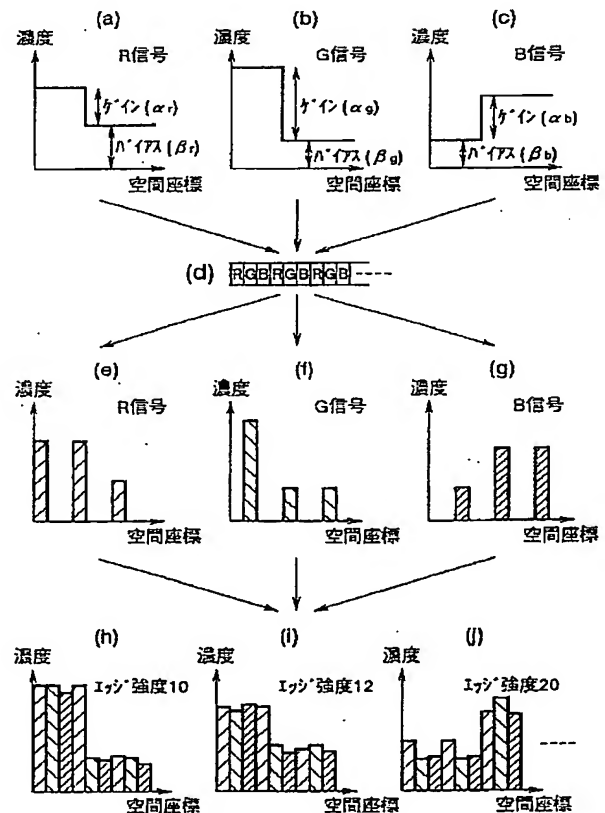 (a) (b) (c)
濃度 R信号 濃度 G信号 濃度 B信号
ゲイン(αr) ゲイン(αg) ゲイン(αb)
バイアス(βr) バイアス(βg) バイアス(βb)
空間座標 空間座標 空間座標
(d) RGBRGBRGB ----
(e) (f) (g)
濃度 R信号 濃度 G信号 濃度 B信号
空間座標 空間座標 空間座標
(h) (i) (j)
濃度 エッジ強度10 濃度 エッジ強度12 濃度 エッジ強度20
----
空間座標 空間座標 空間座標